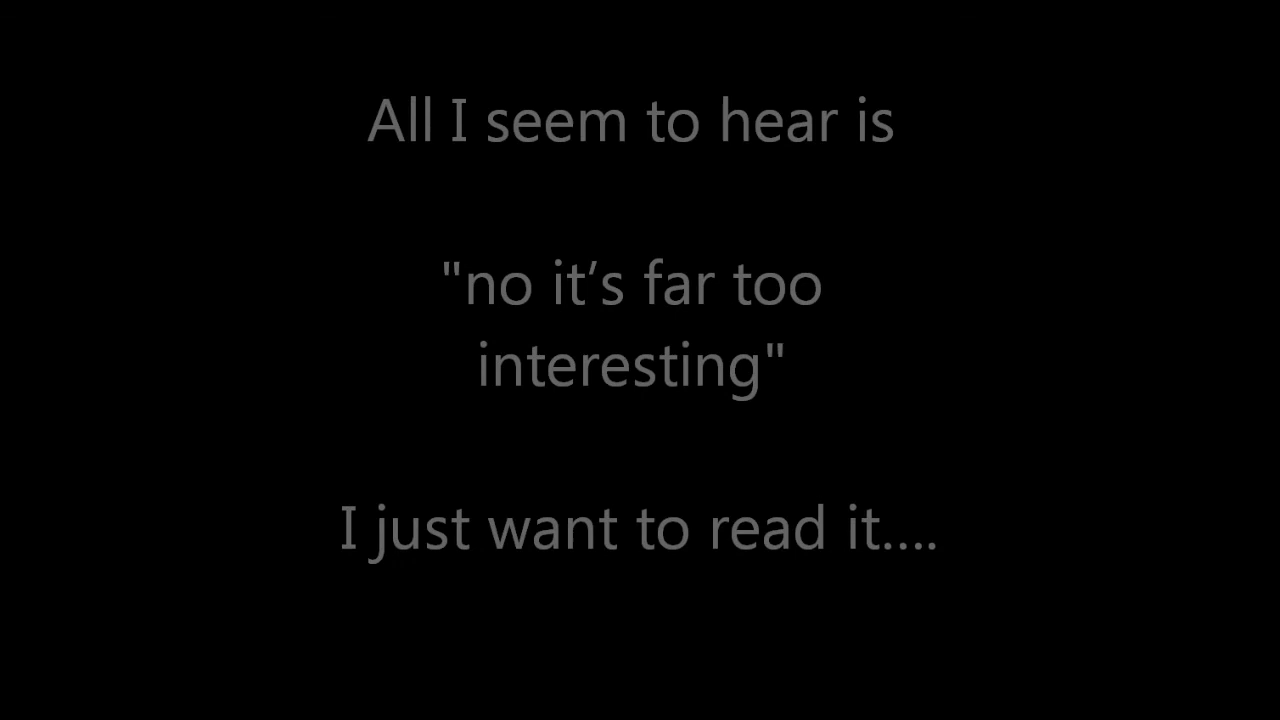 All I seem to hear is
"no it’s far too
interesting"
I just want to read it....